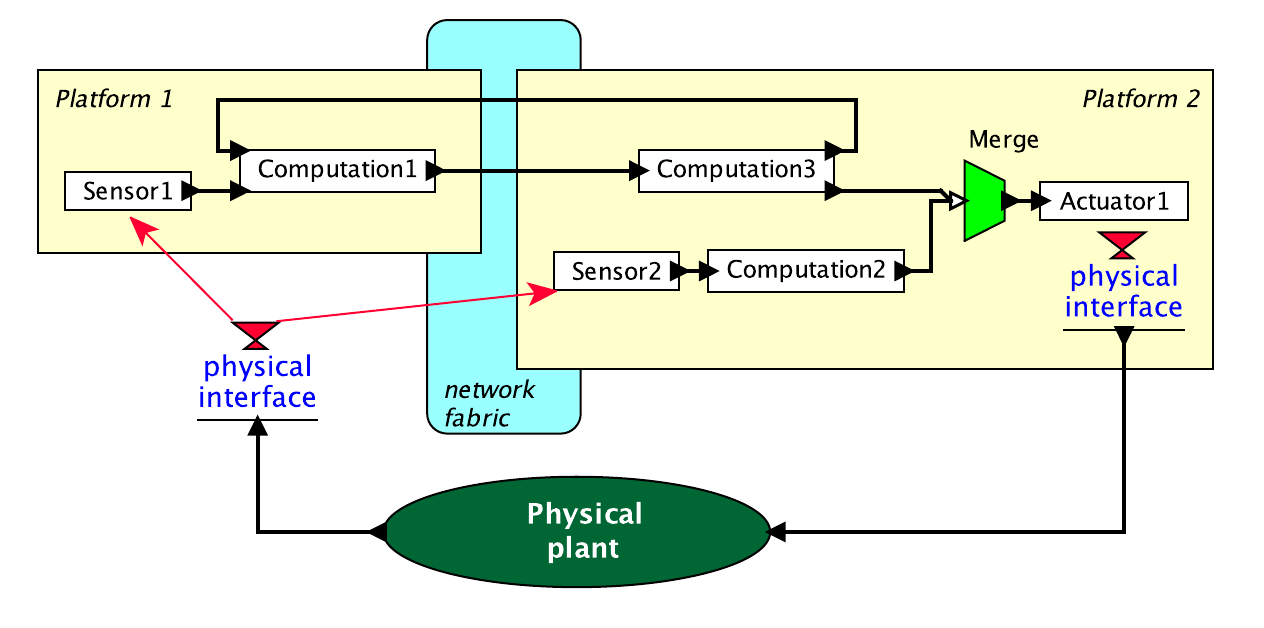 Platform 1
Platform 2
Merge
Computation1
Computation3
Sensor1
Actuator1
Sensor2
Computation2
physical
interface
physical
interface
network
fabric
Physical
plant